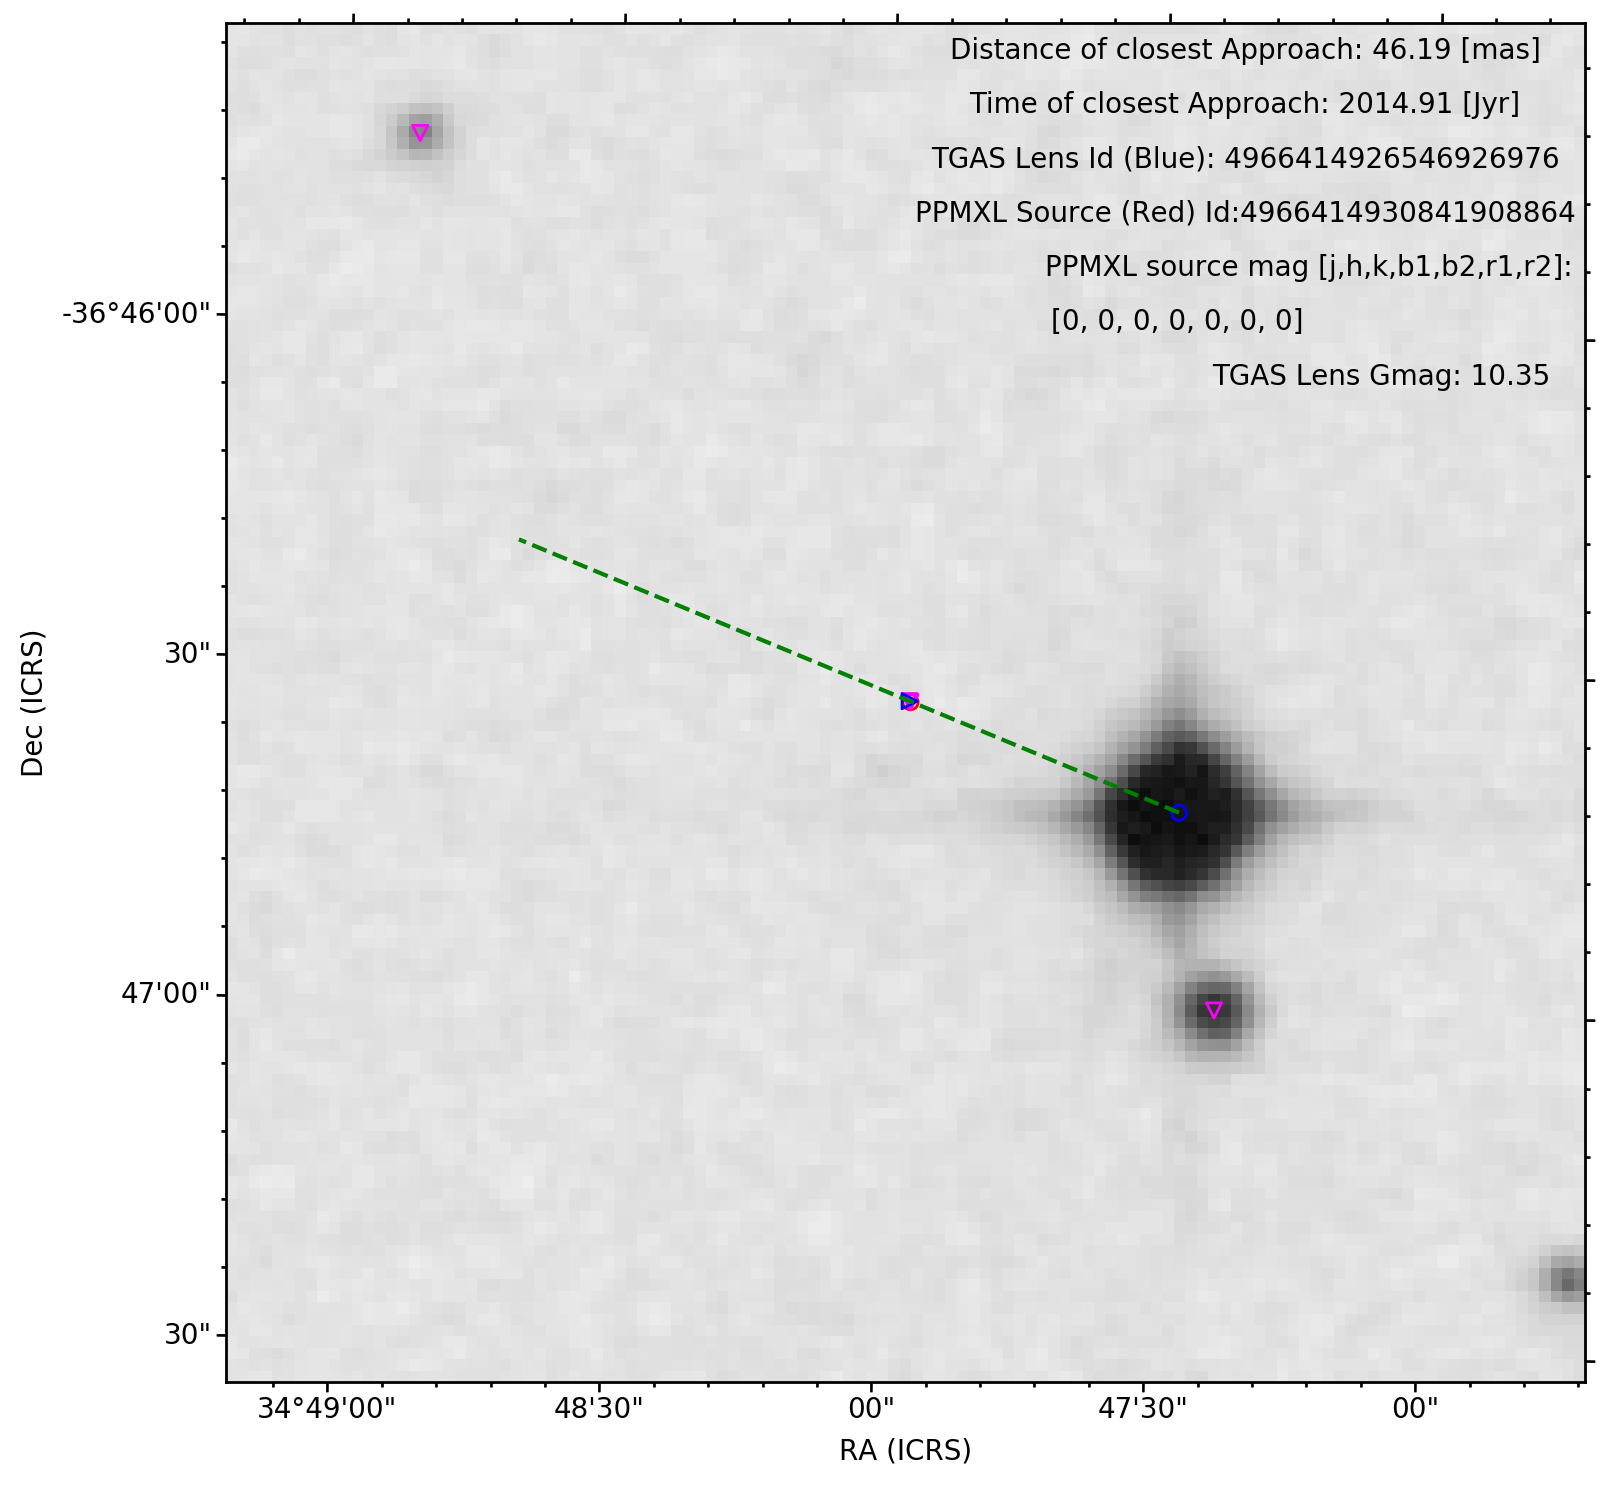 Distance of closest Approach: 46.19 [mas]
Time of closest Approach: 2014.91 [Jyr]
TGAS Lens Id (Blue): 4966414926546926976
PPMXL Source (Red) Id:4966414930841908864
PPMXL source mag [j,h,k,b1,b2,r1,r2]:
[0, 0, 0, 0, 0, 0, 0]
TGAS Lens Gmag: 10.35
-36°46'00"
30"
47'00"
30"
Dec (ICRS)
34°49'00" 48'30" 00" 47'30" 00"
RA (ICRS)